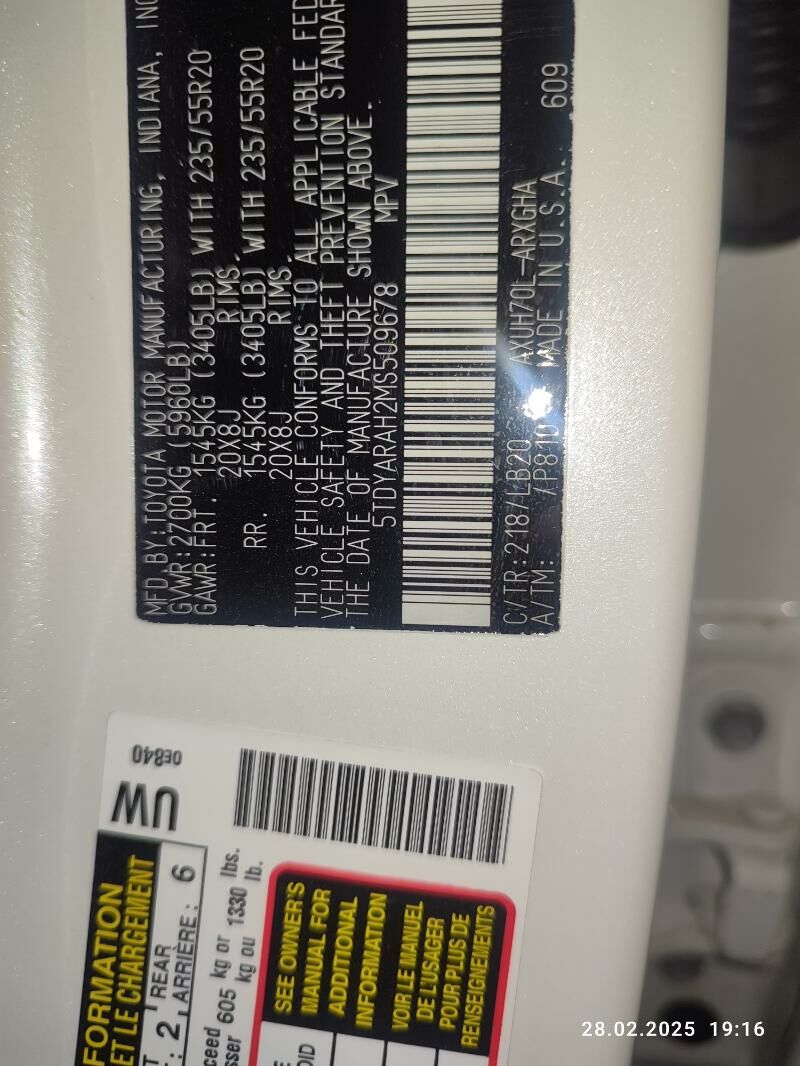 MFD. BY: TOYOTA MOTOR MANUFACTURING, INDIANA, INC
GVWR: 2700KG (5960LB)
GAWR: FRT. 1545KG (3405LB) WITH 235/55R20
20X8J RIMS.
RR. 1545KG (3405LB) WITH 235/55R20
20X8J RIMS.
THIS VEHICLE CONFORMS TO ALL APPLICABLE FED
VEHICLE SAFETY AND THEFT PREVENTION STANDAR
THE DATE OF MANUFACTURE SHOWN ABOVE.
5TDYARAH2MS509678 MPV
C/TR: 218/LB20 AXUH70L-ARXGHA 609
A/TM: /P810 MADE IN U.S.A.
0E840
UW
FORMATION
ET LE CHARGEMENT
T 2 REAR 6
: ARRIÈRE:
ceed 605 kg or 1330 lbs.
sser kg ou lb.
OID
SEE OWNER'S
MANUAL FOR
ADDITIONAL
INFORMATION
VOIR LE MANUEL
DE L'USAGER
POUR PLUS DE
RENSEIGNEMENTS
28.02.2025 19:16